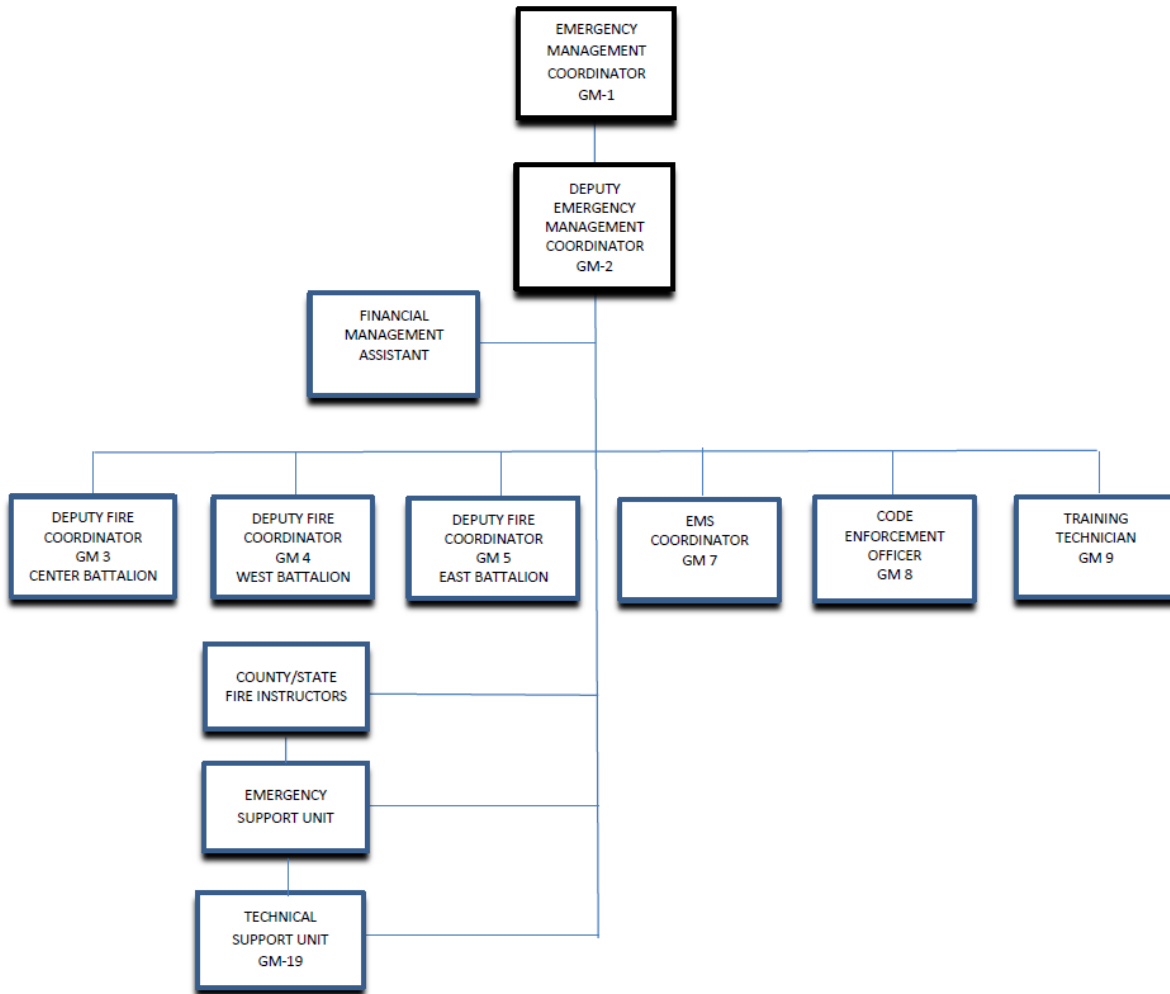 EMERGENCY
MANAGEMENT
COORDINATOR
GM-1
DEPUTY
EMERGENCY
MANAGEMENT
COORDINATOR
GM-2
FINANCIAL
MANAGEMENT
ASSISTANT
DEPUTY FIRE
COORDINATOR
GM 3
CENTER BATTALION
DEPUTY FIRE
COORDINATOR
GM 4
WEST BATTALION
DEPUTY FIRE
COORDINATOR
GM 5
EAST BATTALION
EMS
COORDINATOR
GM 7
CODE
ENFORCEMENT
OFFICER
GM 8
TRAINING
TECHNICIAN
GM 9
COUNTY/STATE
FIRE INSTRUCTORS
EMERGENCY
SUPPORT UNIT
TECHNICAL
SUPPORT UNIT
GM-19